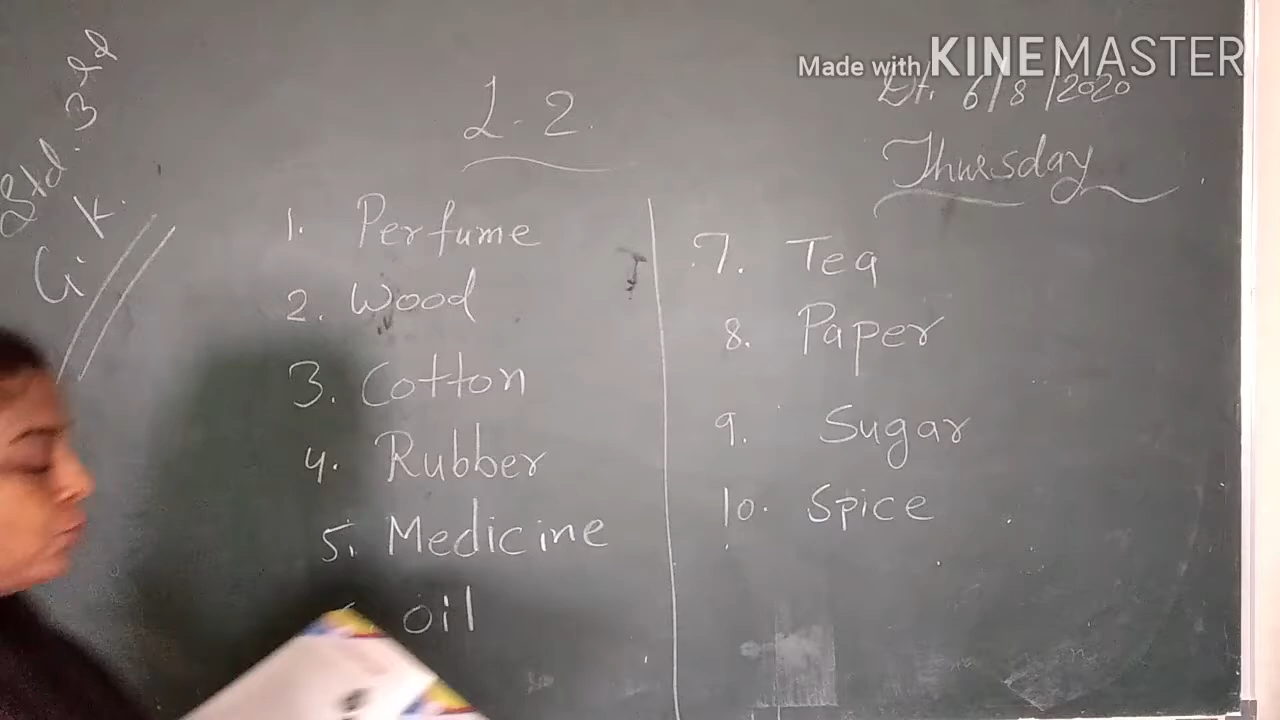 Made with KINEMASTER
Std. 3rd
G.K.
L-2.
Dt. 6/8/2020
Thursday
1. Perfume
2. Wood
3. Cotton
4. Rubber
5. Medicine
oil
7. Tea
8. Paper
9. Sugar
10. Spice